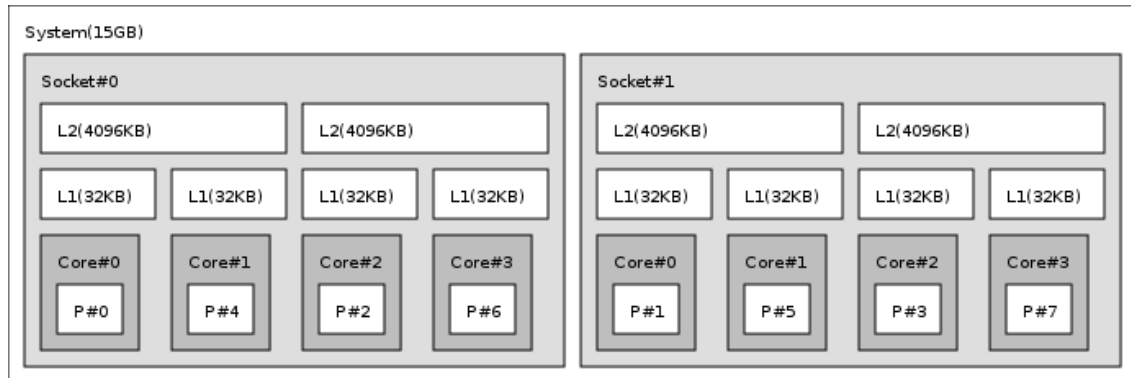 System(15GB)
Socket#0 Socket#1
L2(4096KB) L2(4096KB) L2(4096KB) L2(4096KB)
L1(32KB) L1(32KB) L1(32KB) L1(32KB) L1(32KB) L1(32KB) L1(32KB) L1(32KB)
Core#0 Core#1 Core#2 Core#3 Core#0 Core#1 Core#2 Core#3
P#0 P#4 P#2 P#6 P#1 P#5 P#3 P#7